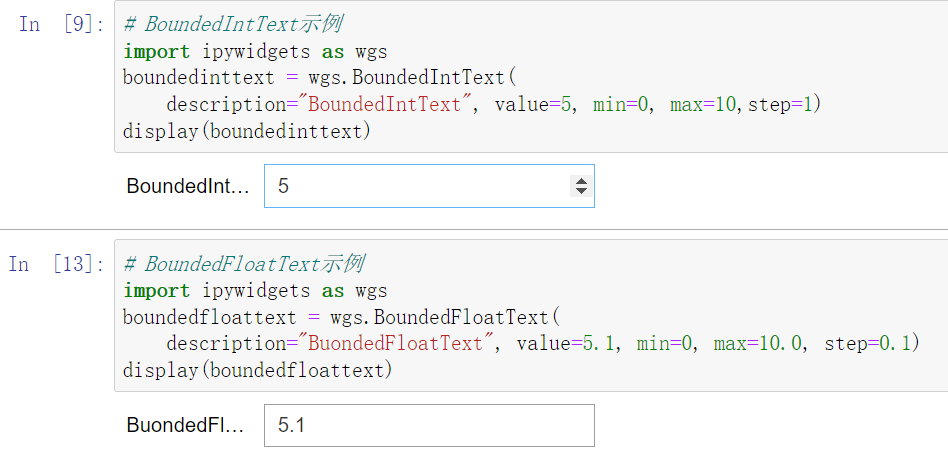 In [9]:
# BoundedIntText示例
import ipywidgets as wgs
boundedinttext = wgs.BoundedIntText(
description="BoundedIntText", value=5, min=0, max=10,step=1)
display(boundedinttext)
BoundedInt... 5
In [13]:
# BoundedFloatText示例
import ipywidgets as wgs
boundedfloattext = wgs.BoundedFloatText(
description="BuondedFloatText", value=5.1, min=0, max=10.0, step=0.1)
display(boundedfloattext)
BuondedFl... 5.1